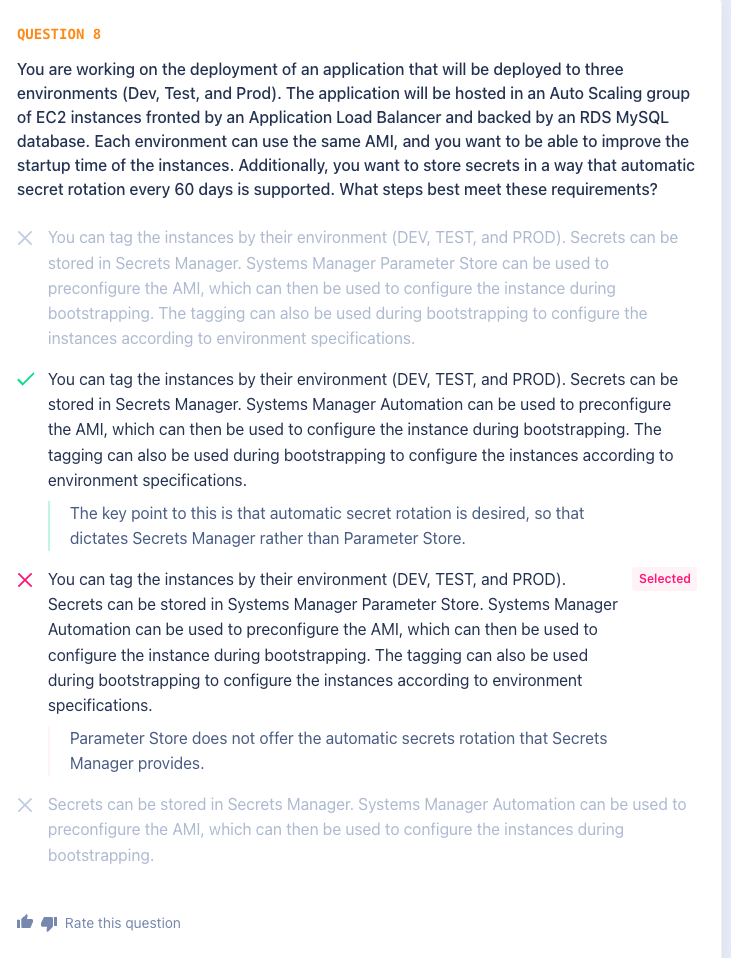 QUESTION 8
You are working on the deployment of an application that will be deployed to three
environments (Dev, Test, and Prod). The application will be hosted in an Auto Scaling group
of EC2 instances fronted by an Application Load Balancer and backed by an RDS MySQL
database. Each environment can use the same AMI, and you want to be able to improve the
startup time of the instances. Additionally, you want to store secrets in a way that automatic
secret rotation every 60 days is supported. What steps best meet these requirements?
You can tag the instances by their environment (DEV, TEST, and PROD). Secrets can be
stored in Secrets Manager. Systems Manager Parameter Store can be used to
preconfigure the AMI, which can then be used to configure the instance during
bootstrapping. The tagging can also be used during bootstrapping to configure the
instances according to environment specifications.
You can tag the instances by their environment (DEV, TEST, and PROD). Secrets can be
stored in Secrets Manager. Systems Manager Automation can be used to preconfigure
the AMI, which can then be used to configure the instance during bootstrapping. The
tagging can also be used during bootstrapping to configure the instances according to
environment specifications.
The key point to this is that automatic secret rotation is desired, so that
dictates Secrets Manager rather than Parameter Store.
You can tag the instances by their environment (DEV, TEST, and PROD).
Selected
Secrets can be stored in Systems Manager Parameter Store. Systems Manager
Automation can be used to preconfigure the AMI, which can then be used to
configure the instance during bootstrapping. The tagging can also be used
during bootstrapping to configure the instances according to environment
specifications.
Parameter Store does not offer the automatic secrets rotation that Secrets
Manager provides.
Secrets can be stored in Secrets Manager. Systems Manager Automation can be used to
preconfigure the AMI, which can then be used to configure the instances during
bootstrapping.
Rate this question